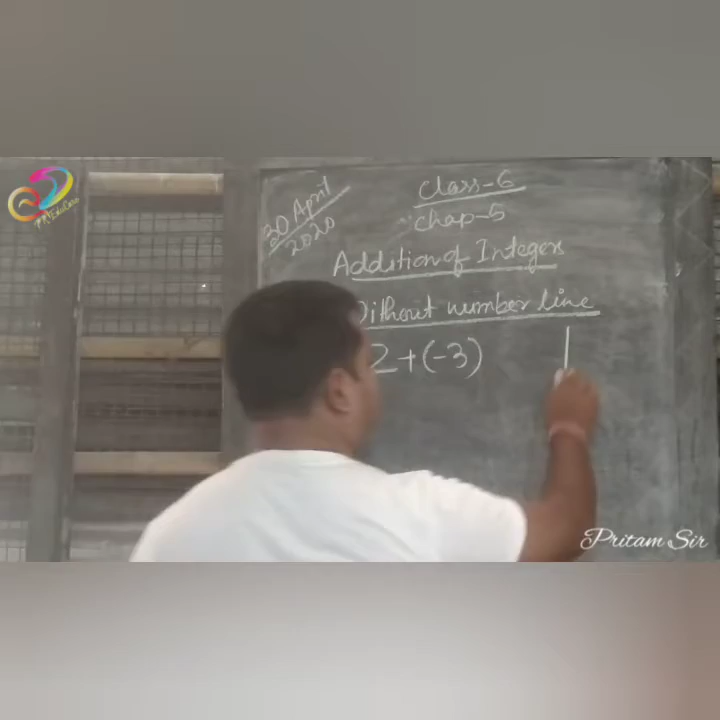 30 April
2020
Class-6
Chap-5
Addition of Integers
without number line
2+(-3)
Pritam Sir